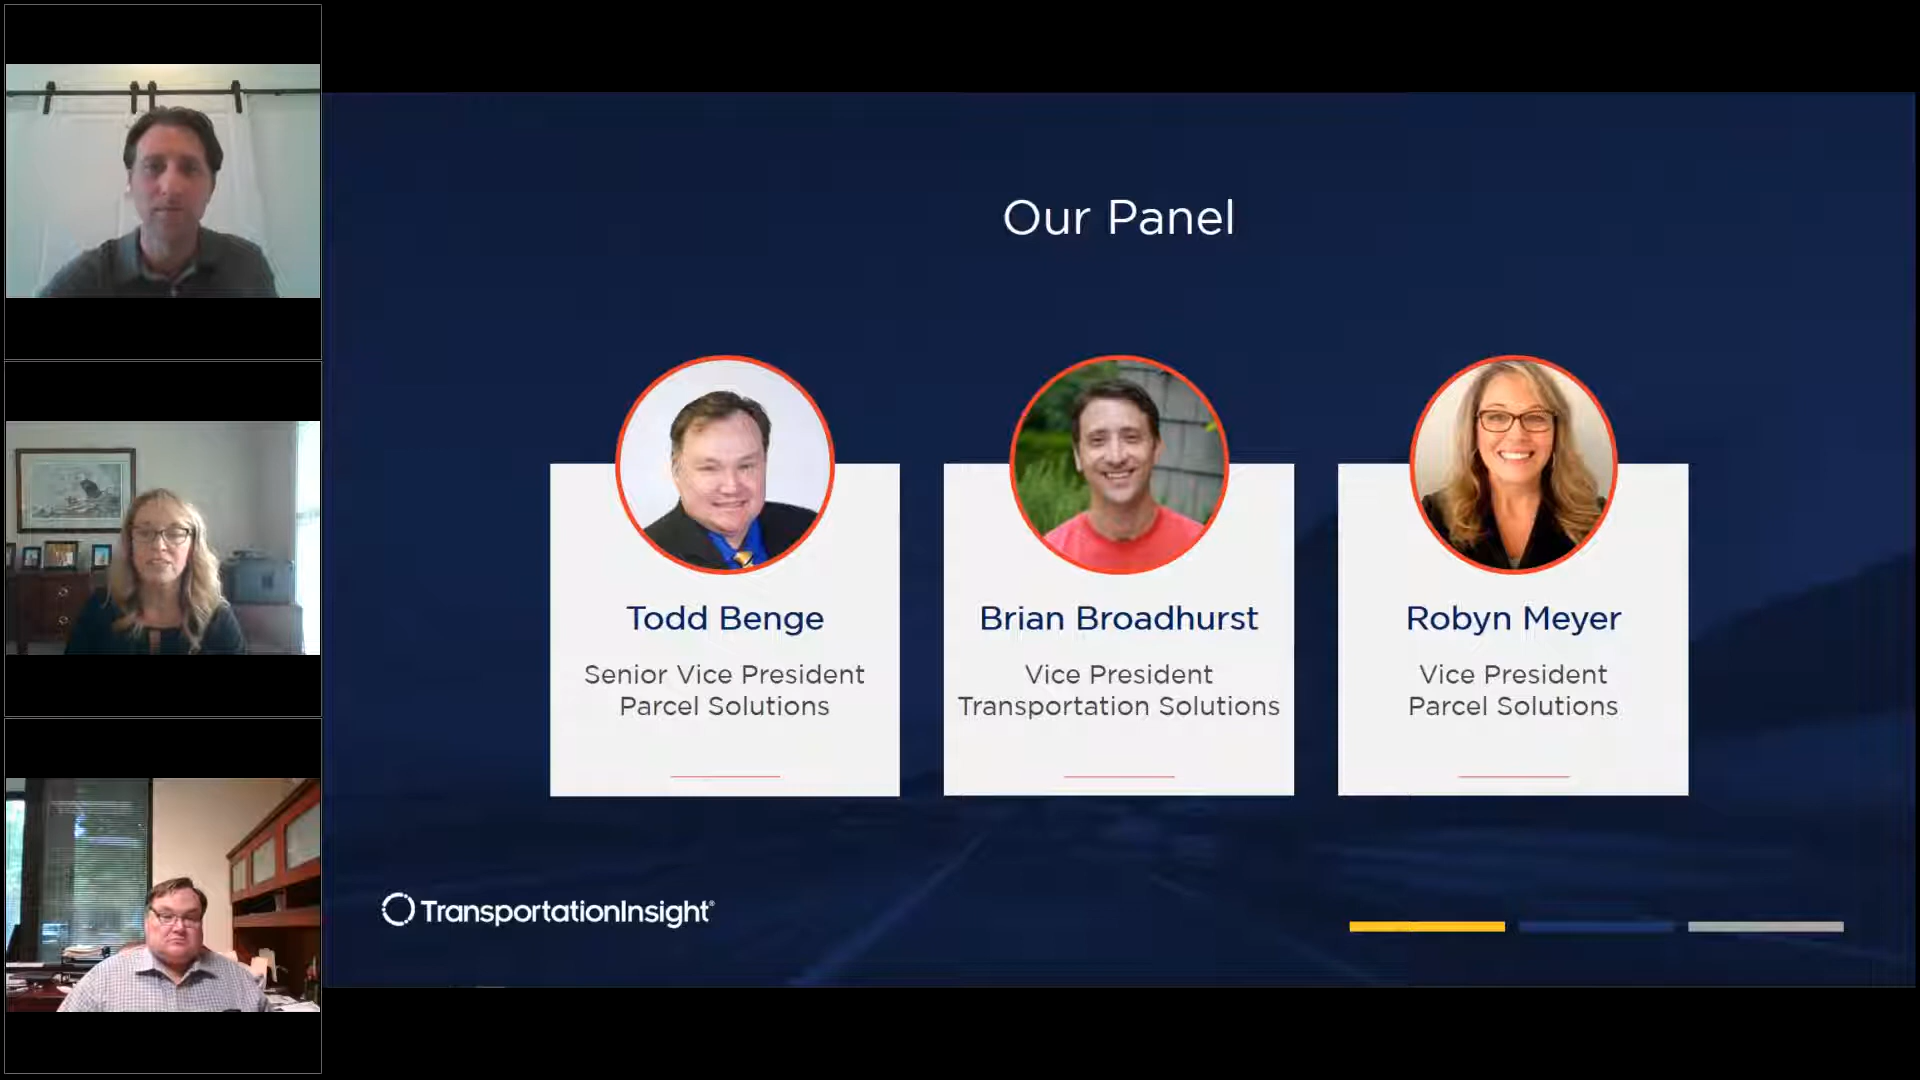 Our Panel
Todd Benge
Senior Vice President
Parcel Solutions
Brian Broadhurst
Vice President
Transportation Solutions
Robyn Meyer
Vice President
Parcel Solutions
TransportationInsight®